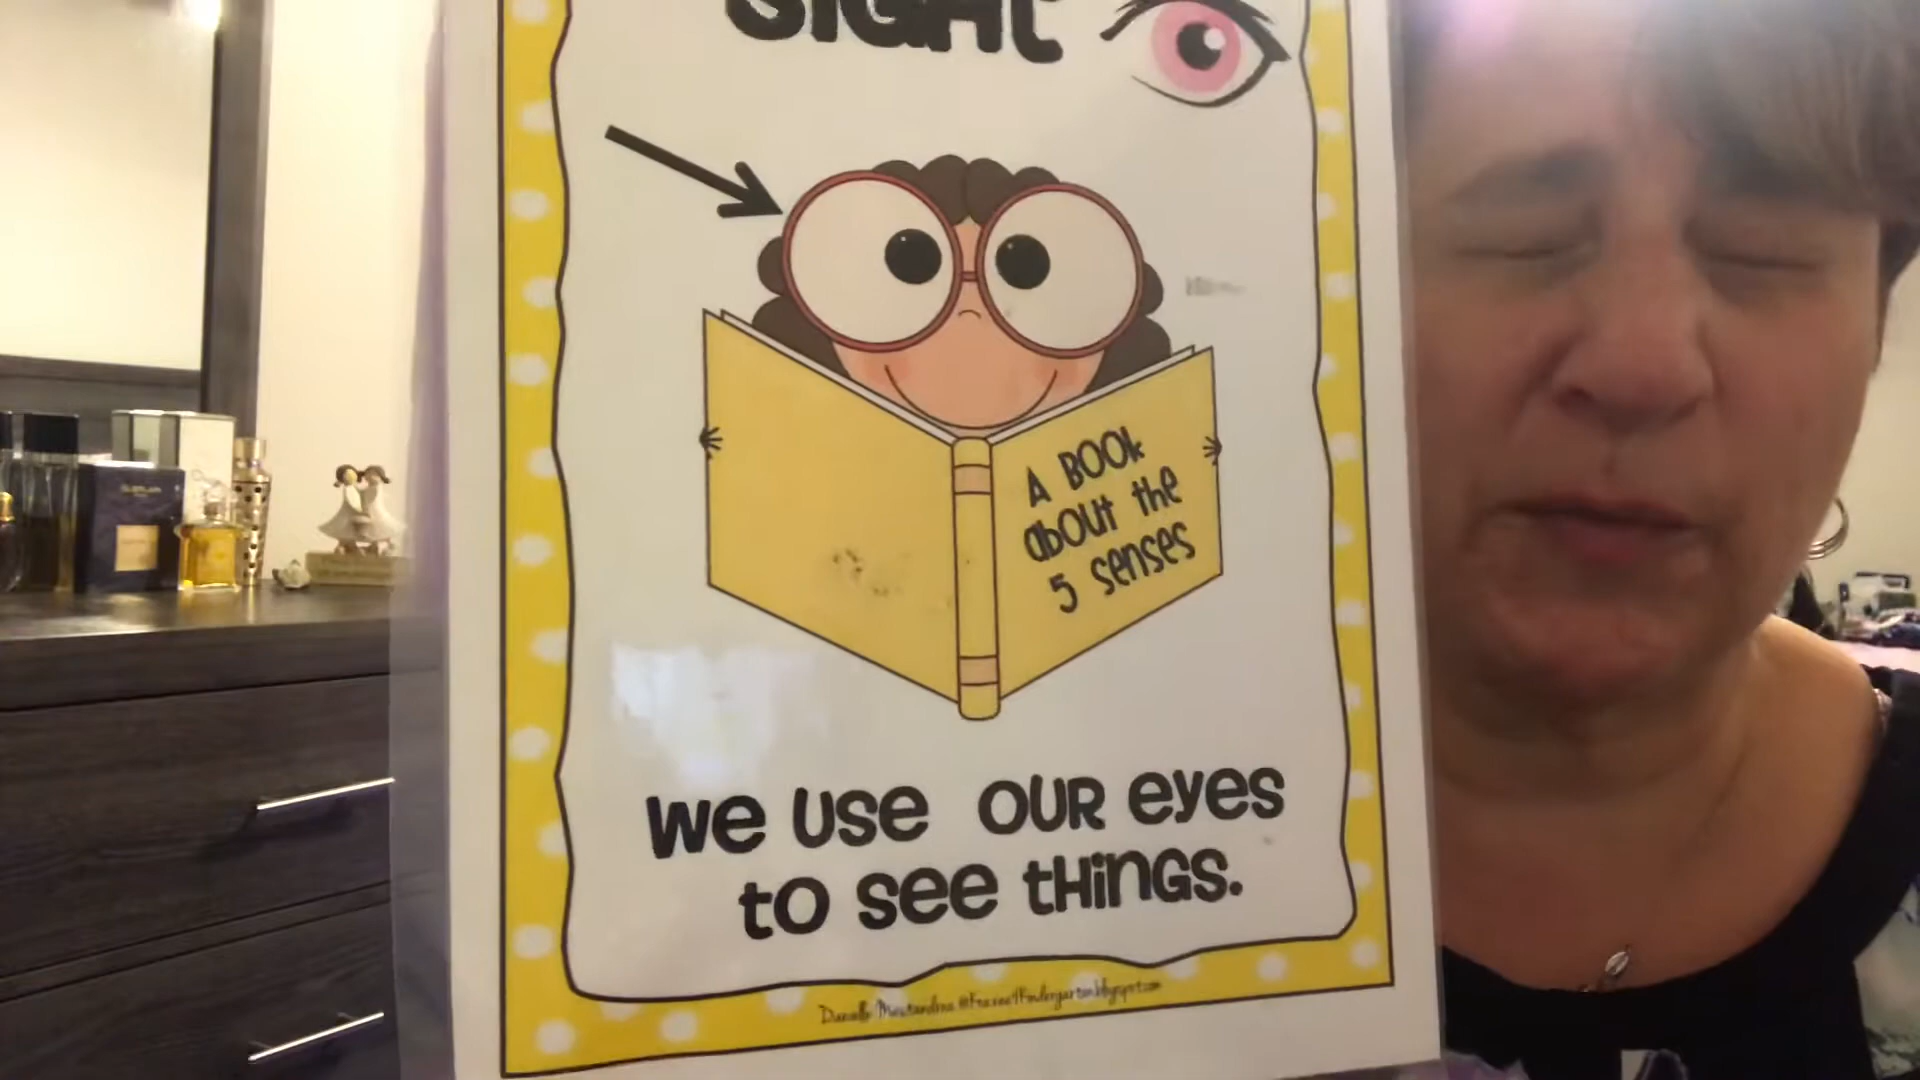 SIGHt
A BOOk
about the
5 senses
we use our eyes
to see tHinGs.